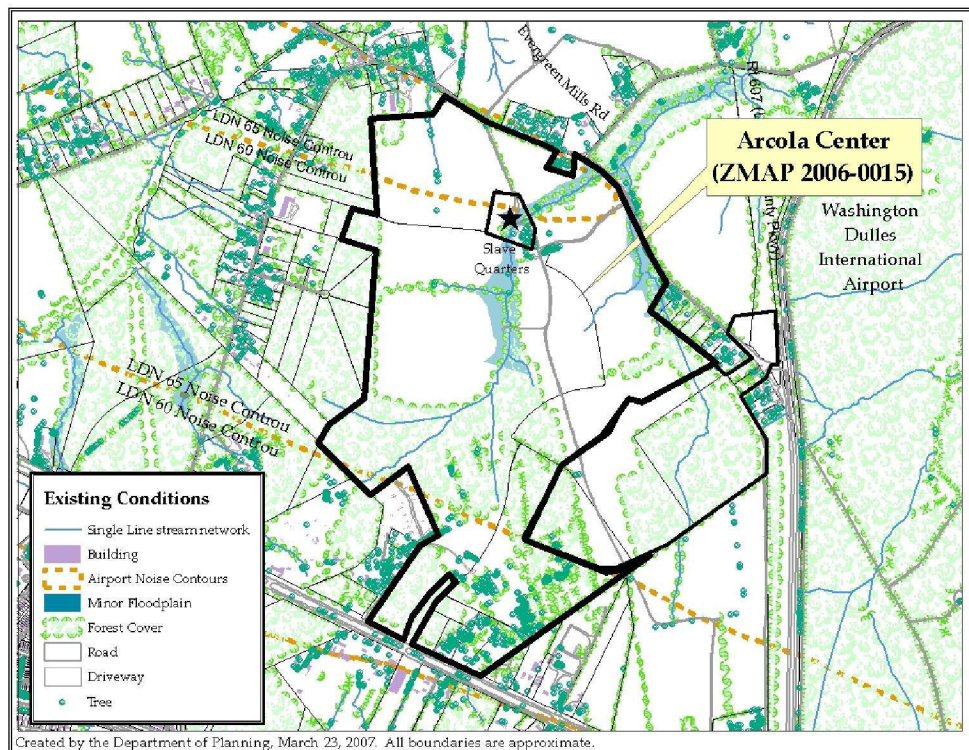 Evergreen Mills Rd
LDN 65 Noise Controu
LDN 60 Noise Controu
Arcola Center
(ZMAP 2006-0015)
Washington
Dulles
International
Airport
Slave
Quarters
LDN 65 Noise Controu
LDN 60 Noise Controu
Existing Conditions
Single Line stream network
Building
Airport Noise Contours
Minor Floodplain
Forest Cover
Road
Driveway
Tree
Created by the Department of Planning, March 23, 2007. All boundaries are approximate.